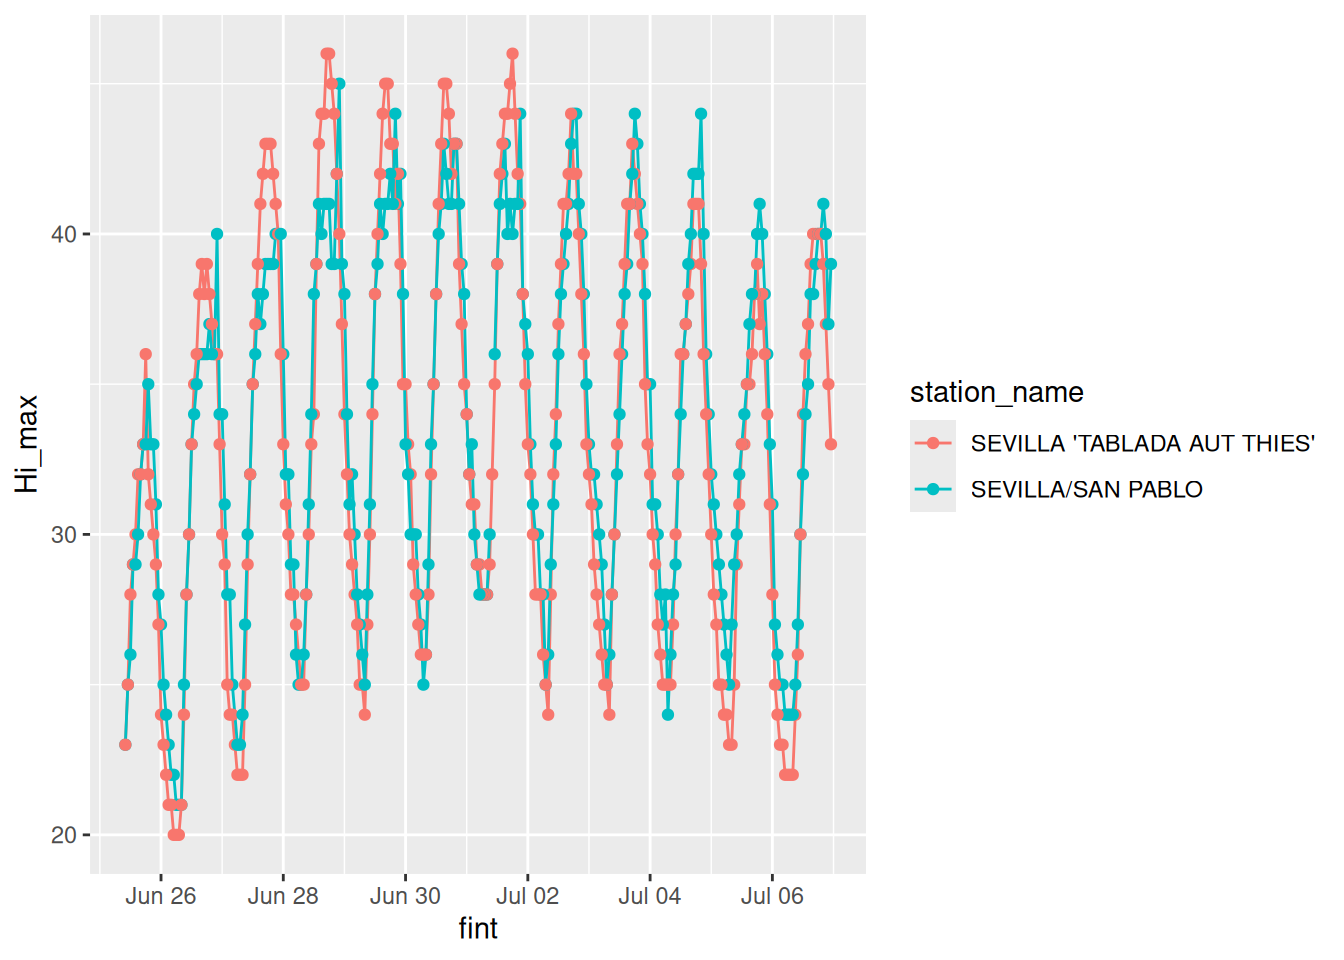 Hi_max
40
30
20
Jun 26
Jun 28
Jun 30
Jul 02
Jul 04
Jul 06
fint
station_name
SEVILLA 'TABLADA AUT THIES'
SEVILLA/SAN PABLO